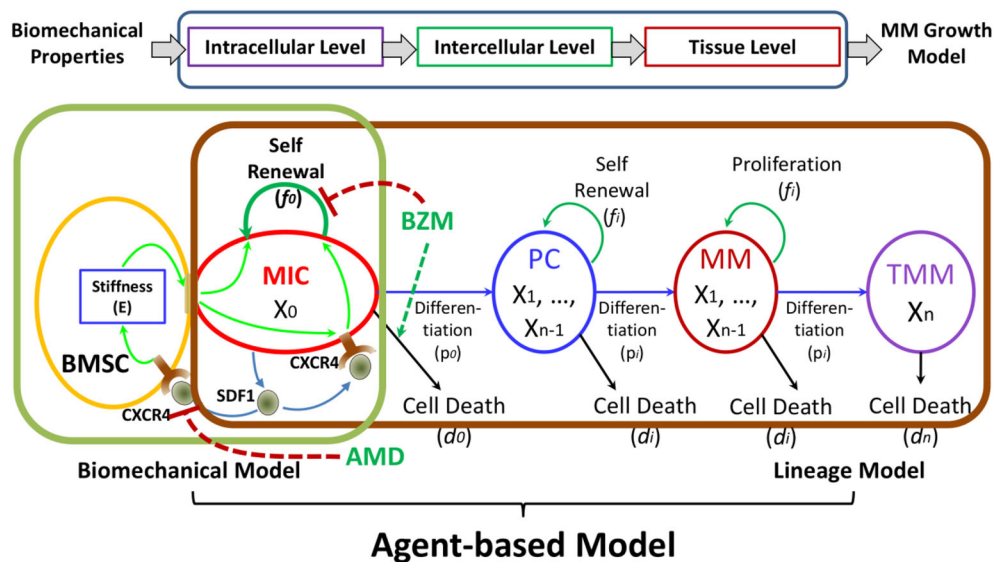 Biomechanical
Properties
Intracellular Level
Intercellular Level
Tissue Level
MM Growth
Model
Self
Renewal
(f0)
BZM
Self
Renewal
(fi)
Proliferation
(fi)
Stiffness
(E)
BMSC
CXCR4
MIC
X0
SDF1
CXCR4
Differen-
tiation
(p0)
PC
X1, ...,
Xn-1
Differen-
tiation
(pi)
MM
X1, ...,
Xn-1
Differen-
tiation
(pi)
TMM
Xn
Cell Death
(d0)
Cell Death
(di)
Cell Death
(di)
Cell Death
(dn)
AMD
Biomechanical Model
Lineage Model
Agent-based Model